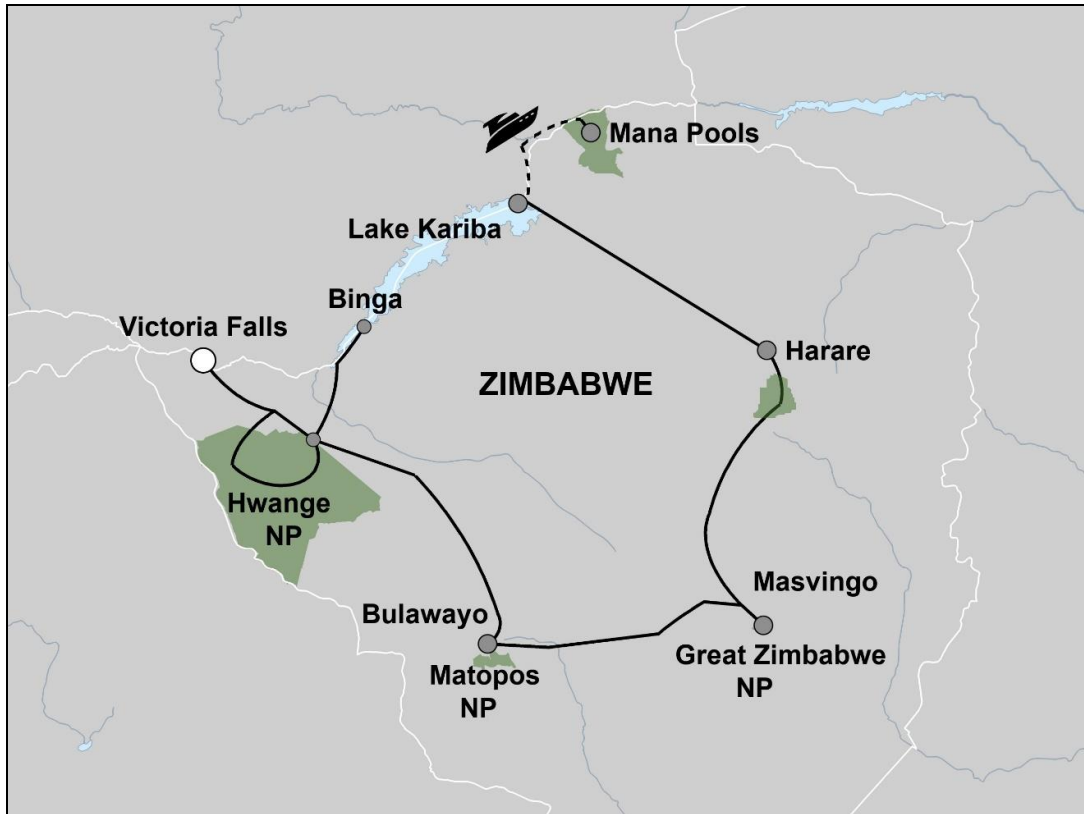 Mana Pools
Lake Kariba
Binga
Victoria Falls
Harare
ZIMBABWE
Hwange
NP
Masvingo
Bulawayo
Great Zimbabwe
NP
Matopos
NP